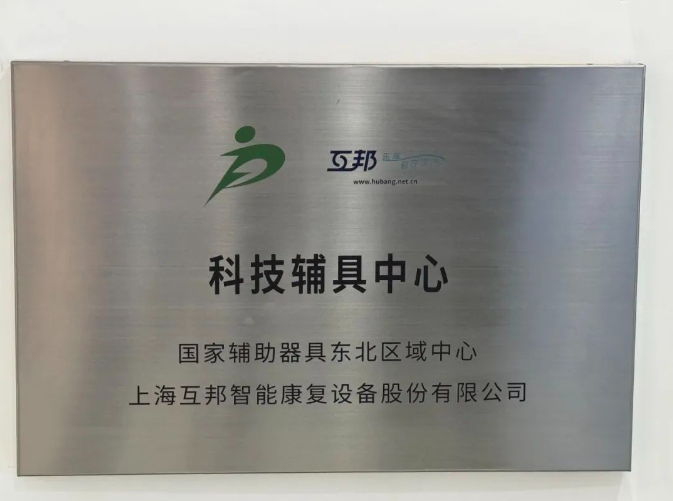 互邦
www.hubang.net.cn
科技辅具中心
国家辅助器具东北区域中心
上海互邦智能康复设备股份有限公司